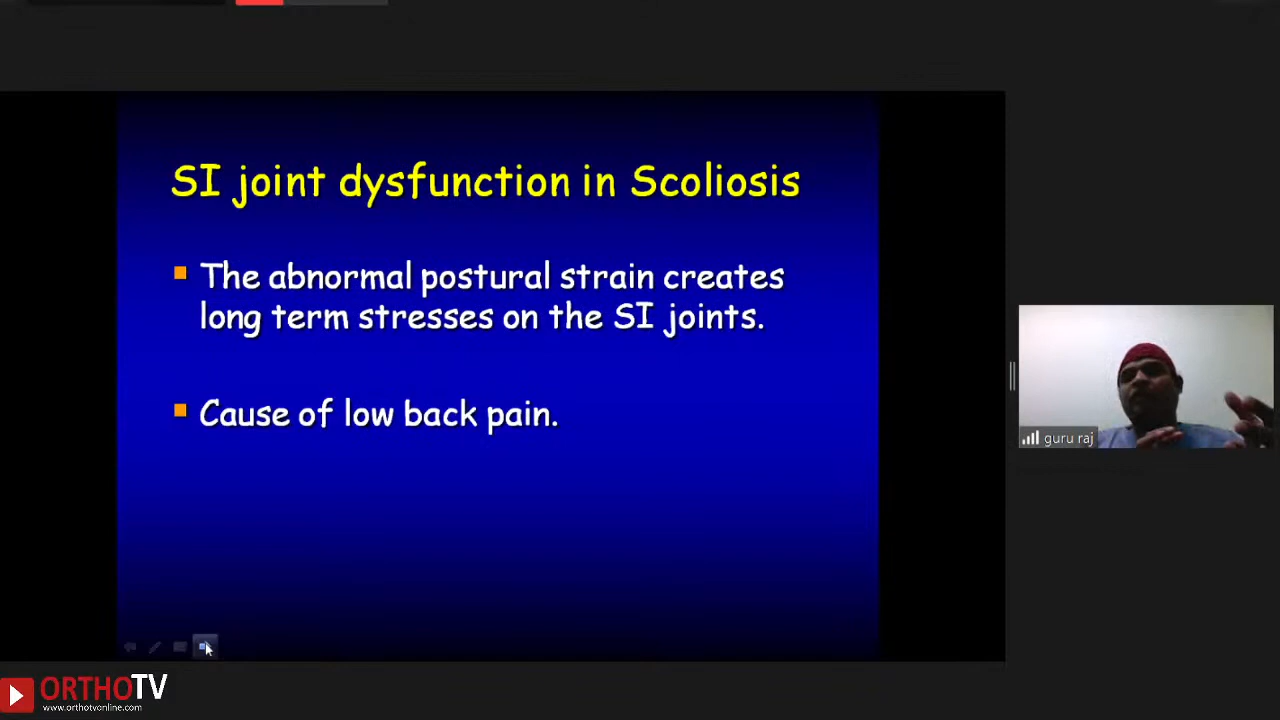 SI joint dysfunction in Scoliosis
The abnormal postural strain creates
long term stresses on the SI joints.
Cause of low back pain.
guru raj
ORTHOTV
www.orthotvonline.com